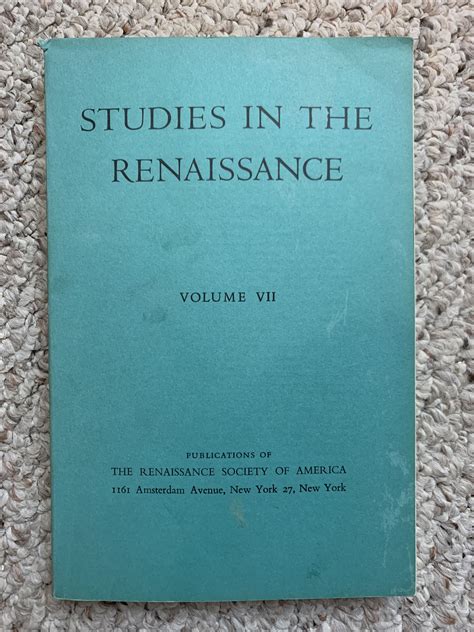 STUDIES IN THE
RENAISSANCE
VOLUME VII
PUBLICATIONS OF
THE RENAISSANCE SOCIETY OF AMERICA
1161 Amsterdam Avenue, New York 27, New York